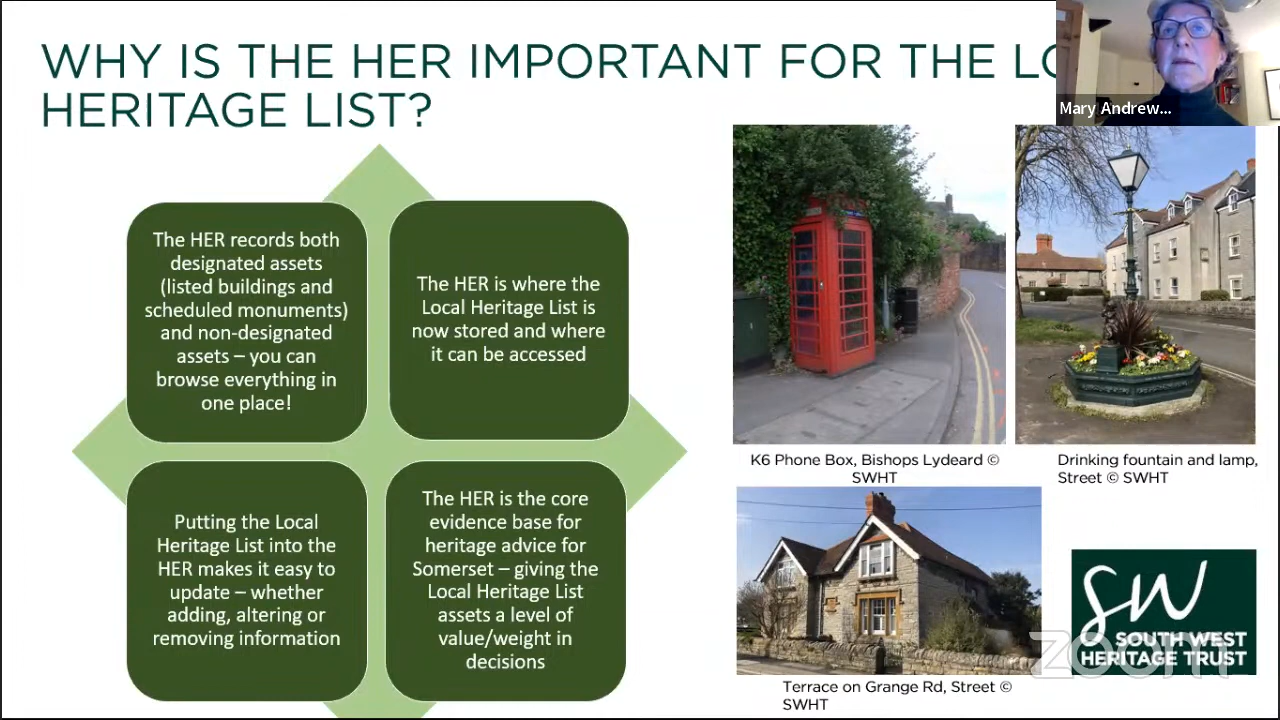 WHY IS THE HER IMPORTANT FOR THE LO
HERITAGE LIST?
Mary Andrew...
The HER records both
designated assets
(listed buildings and
scheduled monuments)
and non-designated
assets – you can
browse everything in
one place!
The HER is where the
Local Heritage List is
now stored and where
it can be accessed
Putting the Local
Heritage List into the
HER makes it easy to
update – whether
adding, altering or
removing information
The HER is the core
evidence base for
heritage advice for
Somerset – giving the
Local Heritage List
assets a level of
value/weight in
decisions
K6 Phone Box, Bishops Lydeard ©
SWHT
Drinking fountain and lamp,
Street © SWHT
Terrace on Grange Rd, Street ©
SWHT
SW
SOUTH WEST
HERITAGE TRUST
zoom